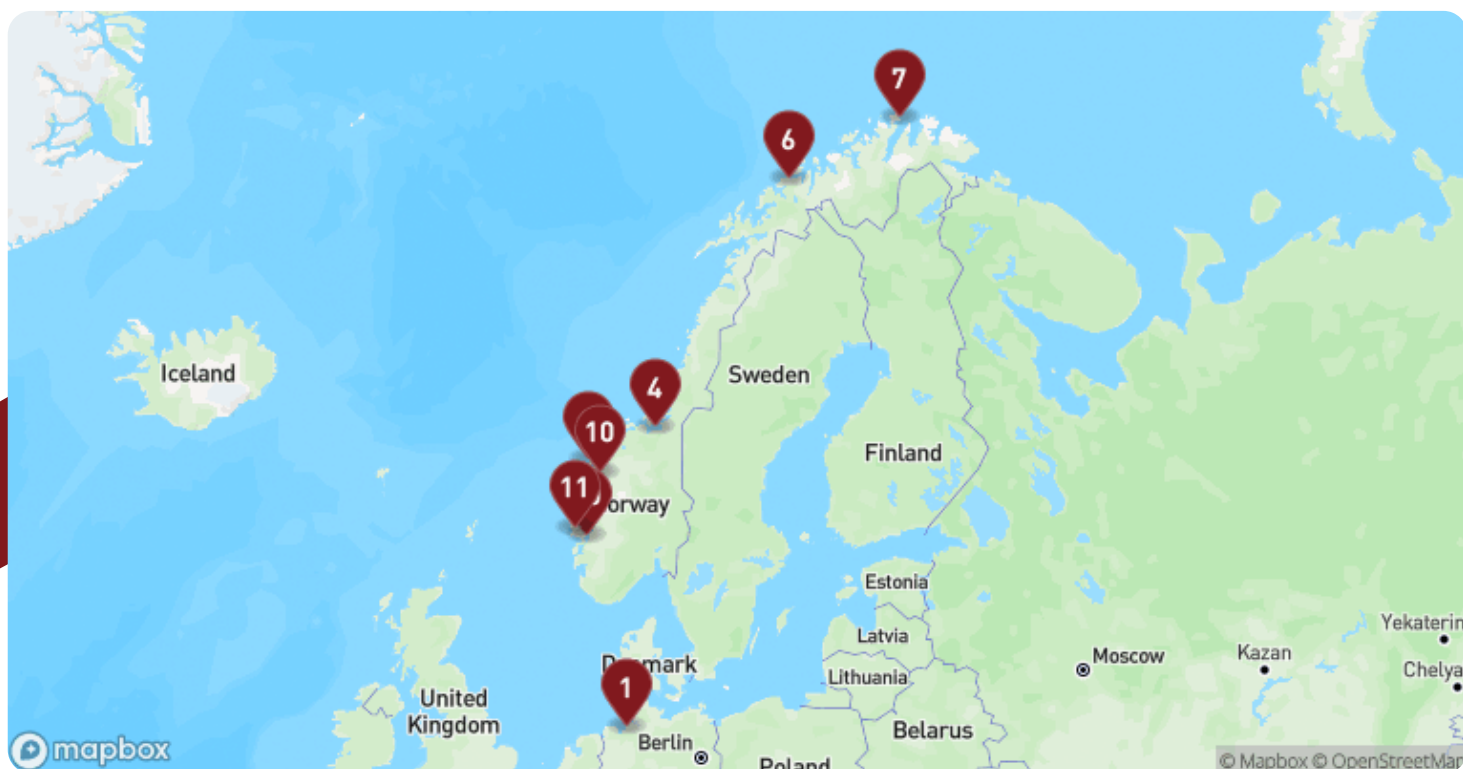 7
6
Iceland
Sweden
4
10
Finland
11
orway
Estonia
Latvia
Yekaterin
Moscow
Kazan
Chelya
Lithuania
1
United
Kingdom
Belarus
Berlin
Poland
mapbox
© Mapbox © OpenStreetMap